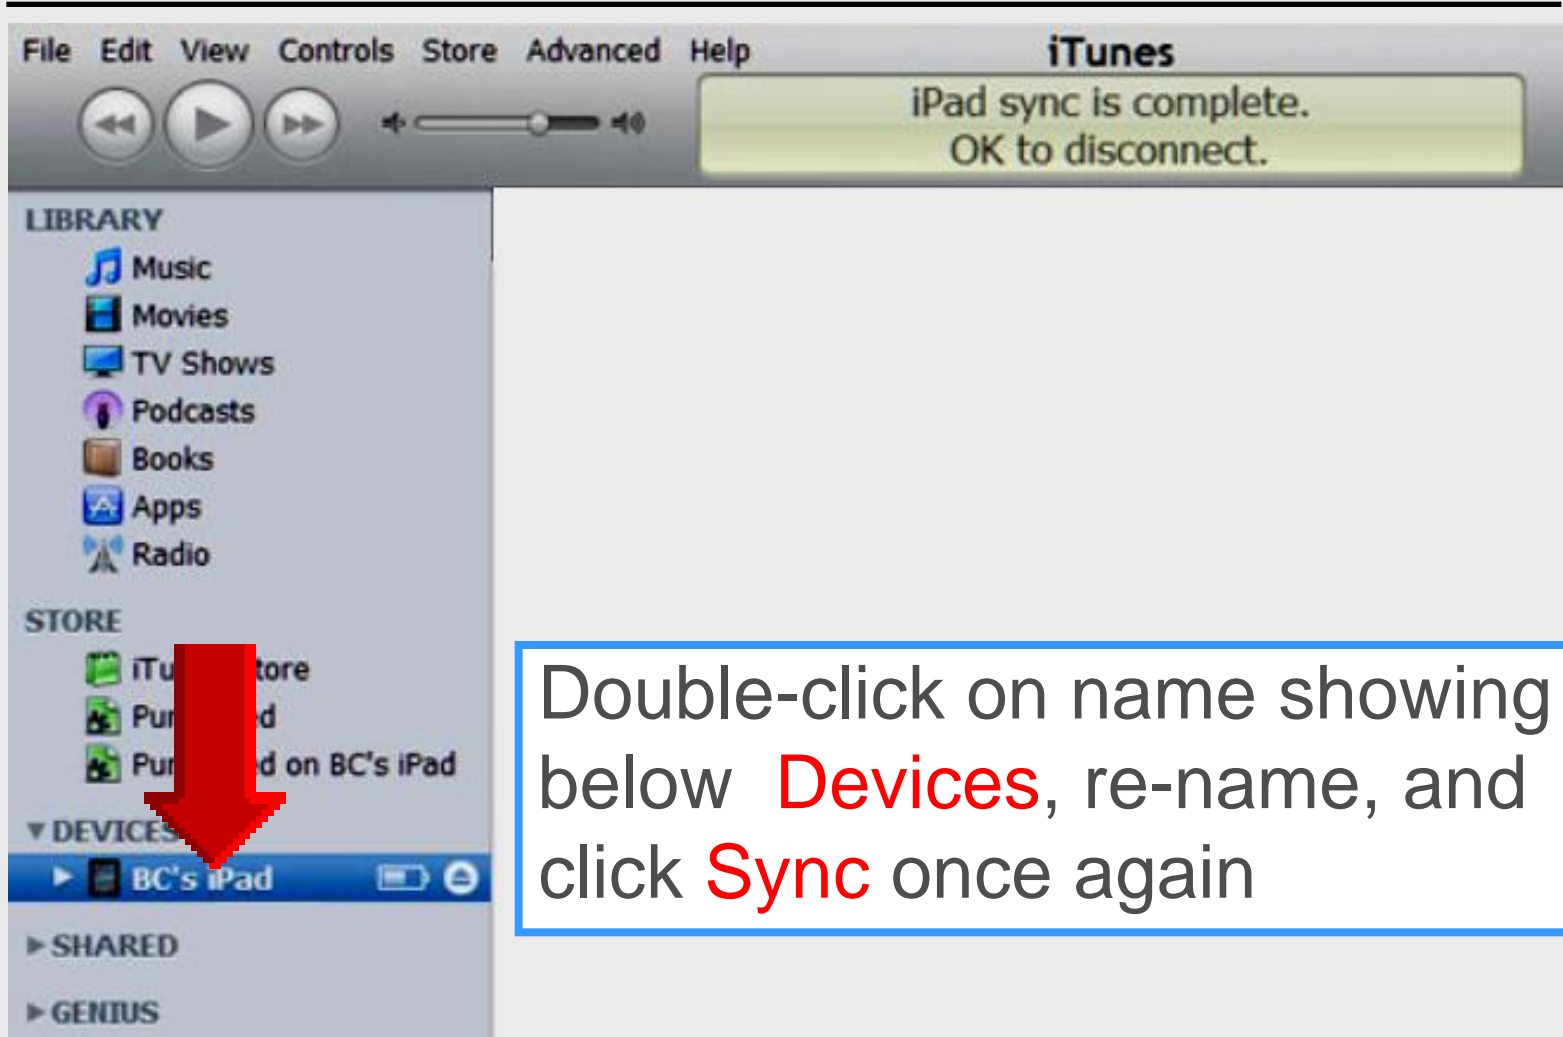 File Edit View Controls Store Advanced Help
iTunes
iPad sync is complete.
OK to disconnect.
LIBRARY
Music
Movies
TV Shows
Podcasts
Books
Apps
Radio
STORE
DEVICES
BC's iPad
SHARED
GENIUS
on BC's iPad
Double-click on name showing
below Devices, re-name, and
click Sync once again